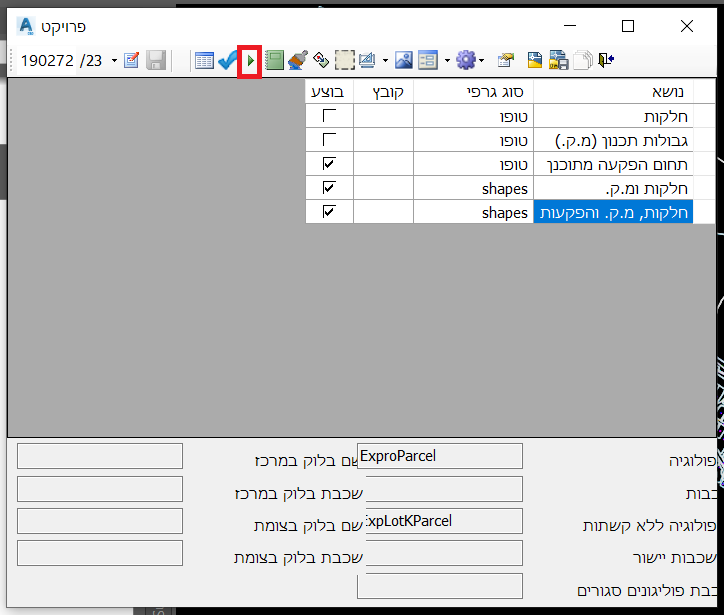 פרויקט
190272 /23
נושא סוג גרפי קובץ בוצע
חלקות טופו
גבולות תכנון (מ.ק.) טופו
תחום הפקעה מתוכנן טופו
חלקות ומ.ק. shapes
חלקות, מ.ק. והפקעות shapes
פולוגיה ExproParcel שם בלוק במרכז
כבות שכבת בלוק במרכז
פולוגיה ללא קשתות ExpLotKParcel שם בלוק בצומת
שכבות יישור שכבת בלוק בצומת
כבת פוליגונים סגורים